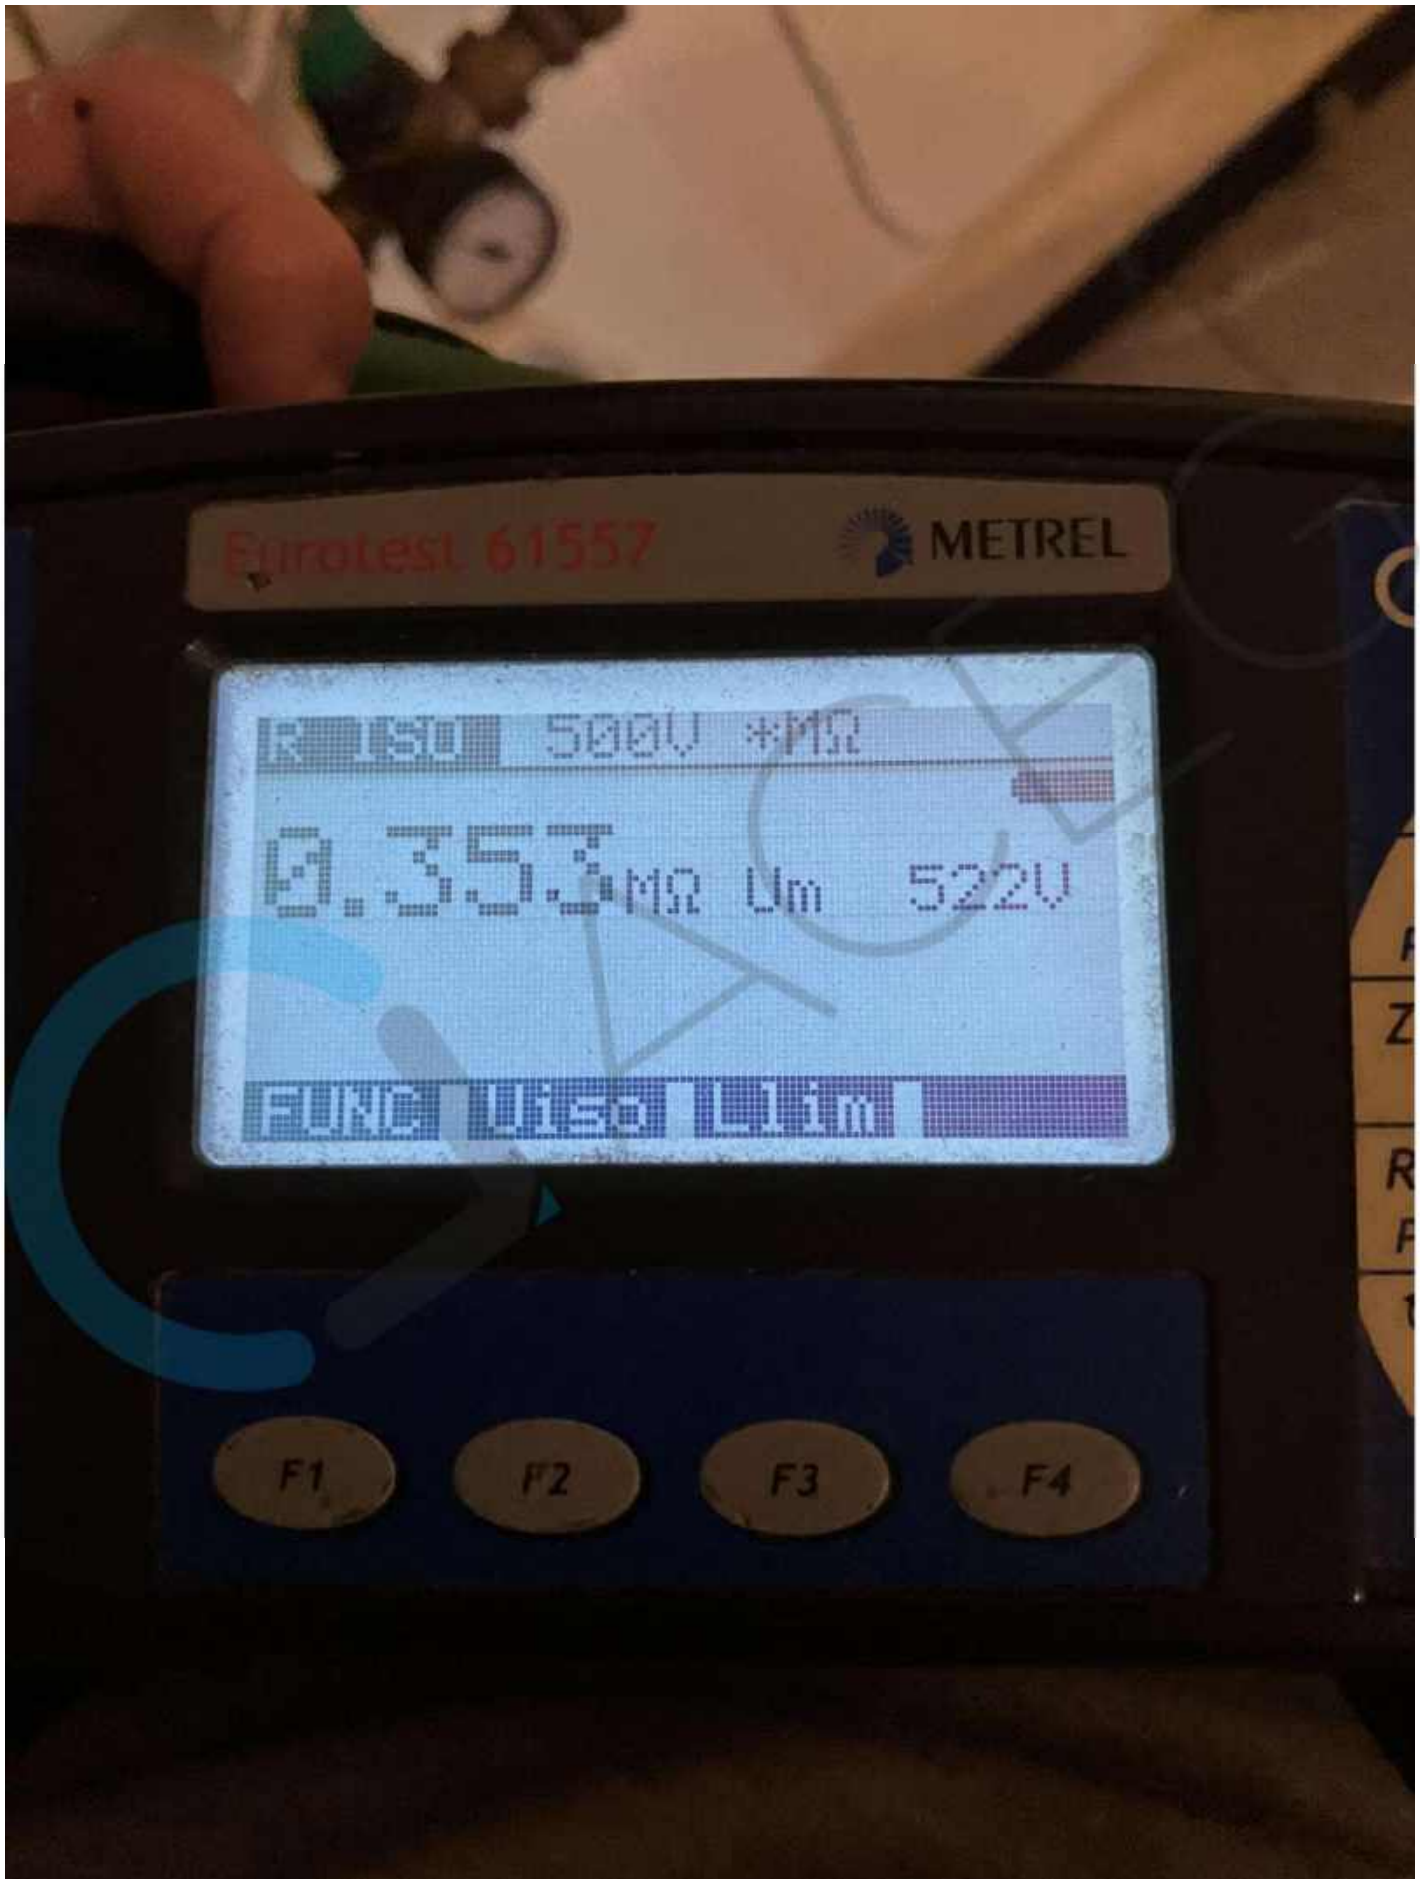 Eurotest 61557 METREL
R ISO 500V *MΩ
0.353MΩ Um 522V
FUNC Uiso Llim
Z
R
F1 F2 F3 F4